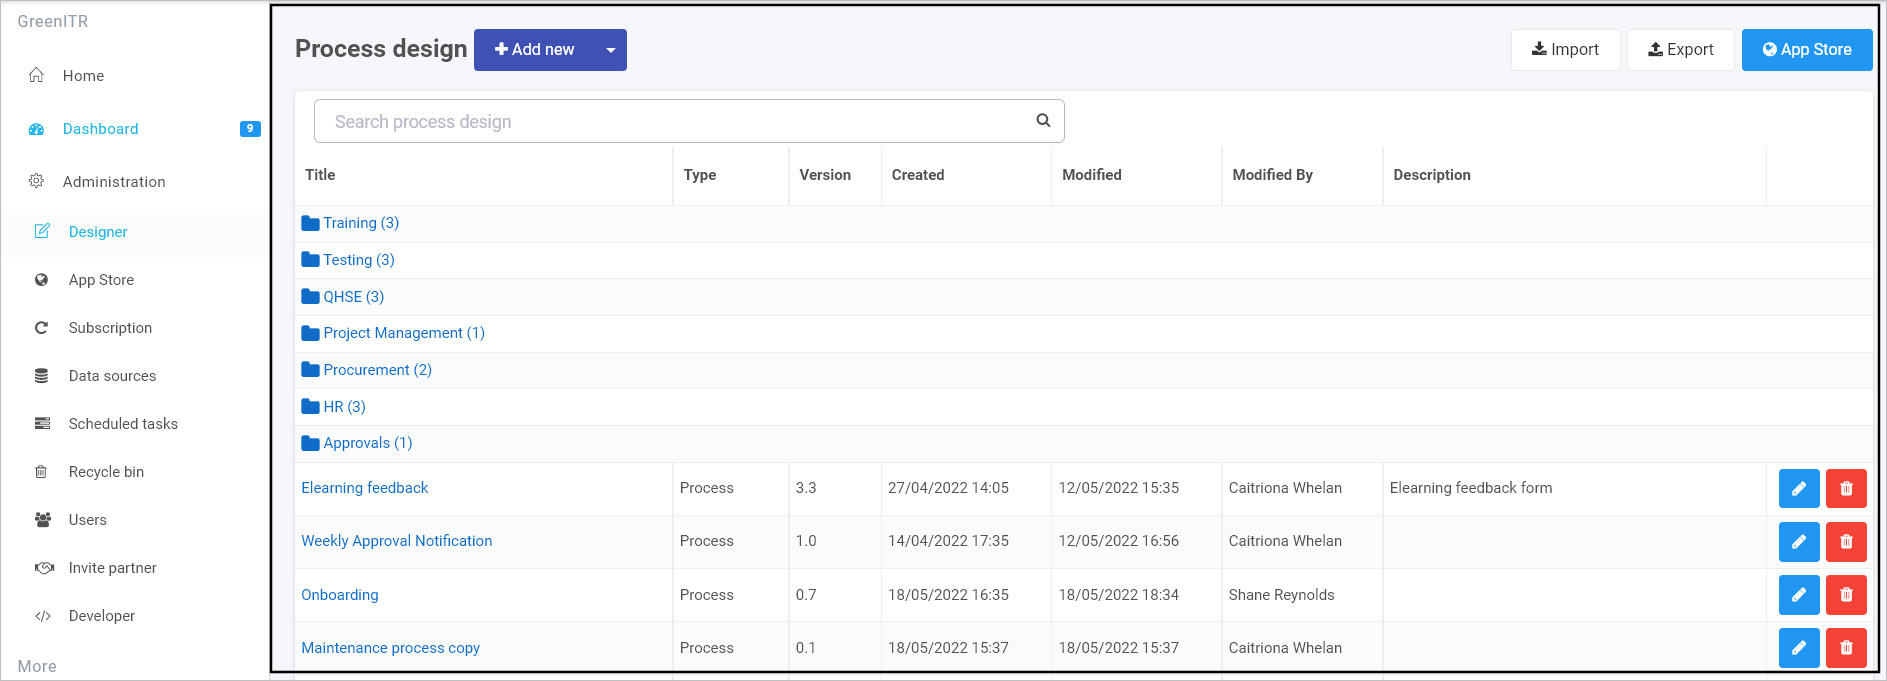 GreenITR
Home
Dashboard 9
Administration
Designer
App Store
Subscription
Data sources
Scheduled tasks
Recycle bin
Users
Invite partner
Developer
More
Process design Add new Import Export App Store
Search process design
Title Type Version Created Modified Modified By Description
Training (3)
Testing (3)
QHSE (3)
Project Management (1)
Procurement (2)
HR (3)
Approvals (1)
Elearning feedback Process 3.3 27/04/2022 14:05 12/05/2022 15:35 Caitriona Whelan Elearning feedback form
Weekly Approval Notification Process 1.0 14/04/2022 17:35 12/05/2022 16:56 Caitriona Whelan
Onboarding Process 0.7 18/05/2022 16:35 18/05/2022 18:34 Shane Reynolds
Maintenance process copy Process 0.1 18/05/2022 15:37 18/05/2022 15:37 Caitriona Whelan